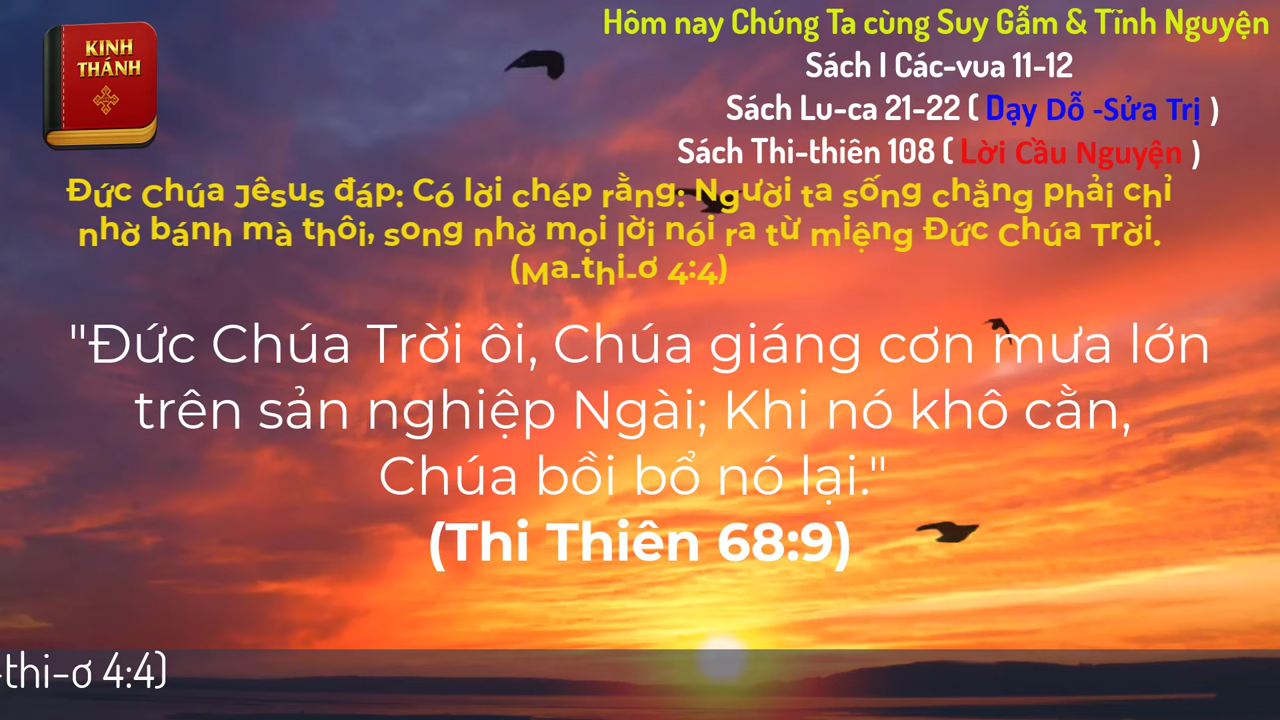 KINH
THÁNH
Hôm nay Chúng Ta cùng Suy Gẫm & Tĩnh Nguyện
Sách I Các-vua 11-12
Sách Lu-ca 21-22 ( Dạy Dỗ -Sửa Trị )
Sách Thi-thiên 108 ( Lời Cầu Nguyện )
Đức Chúa Jêsus đáp: Có lời chép rằng: Người ta sống chẳng phải chỉ
nhờ bánh mà thôi, song nhờ mọi lời nói ra từ miệng Đức Chúa Trời.
(Ma-thi-ơ 4:4)
"Đức Chúa Trời ôi, Chúa giáng cơn mưa lớn
trên sản nghiệp Ngài; Khi nó khô cằn,
Chúa bồi bổ nó lại."
(Thi Thiên 68:9)
-thi-ơ 4:4)